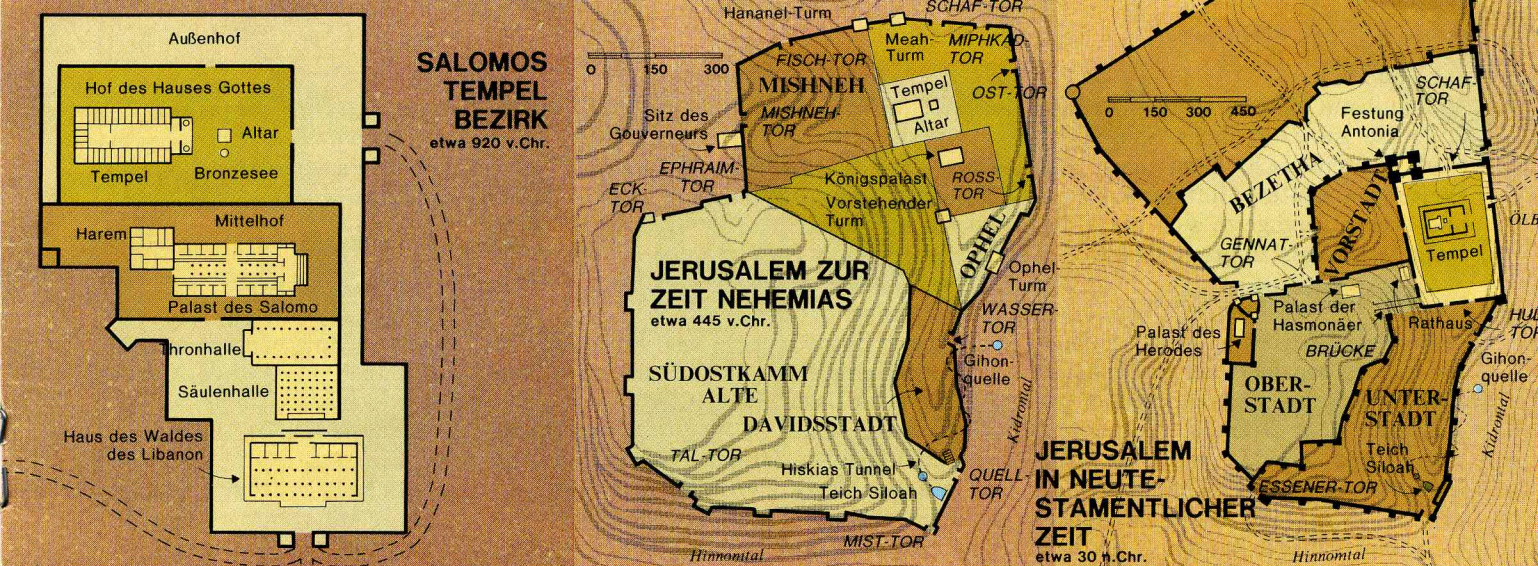 Außenhof
Hof des Hauses Gottes
Altar
Tempel
Bronzesee
Mittelhof
Harem
Palast des Salomo
Thronhalle
Säulenhalle
Haus des Waldes
des Libanon
SALOMOS
TEMPEL
BEZIRK
etwa 920 v.Chr.
Hananel-Turm
SCHAF-TOR
0 150 300
FISCH-TOR
Meah-
Turm
MIPHKAD-
TOR
MISHNEH
Tempel
OST-TOR
Sitz des
Gouverneurs
MISHNEH-
TOR
Altar
EPHRAIM-
TOR
Königspalast
ROSS-
TOR
ECK-
TOR
Vorstehender
Turm
OPHEL
JERUSALEM ZUR
ZEIT NEHEMIAS
etwa 445 v.Chr.
Ophel-
Turm
WASSER-
TOR
Gihon-
quelle
SÜDOSTKAMM
ALTE
DAVIDSSTADT
Kidromtal
TAL-TOR
Hiskias Tunnel
Teich Siloah
QUELL-
TOR
MIST-TOR
Hinnomtal
0 150 300 450
SCHAF-
TOR
Festung
Antonia
BEZETHA
VORSTADT
GENNAT-
TOR
ÖLB
Tempel
Palast der
Hasmonäer
Rathaus
HUL
TOR
Palast des
Herodes
BRÜCKE
Gihon-
quelle
OBER-
STADT
UNTER-
STADT
Teich
Siloah
Kidromtal
ESSENER-TOR
JERUSALEM
IN NEUTE-
STAMENTLICHER
ZEIT
etwa 30 n.Chr.
Hinnomtal